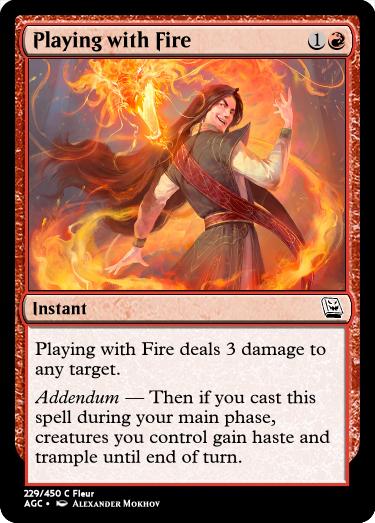 Playing with Fire 1
Instant
Playing with Fire deals 3 damage to
any target.
Addendum — Then if you cast this
spell during your main phase,
creatures you control gain haste and
trample until end of turn.
229/450 C Fleur
AGC • Alexander Mokhov